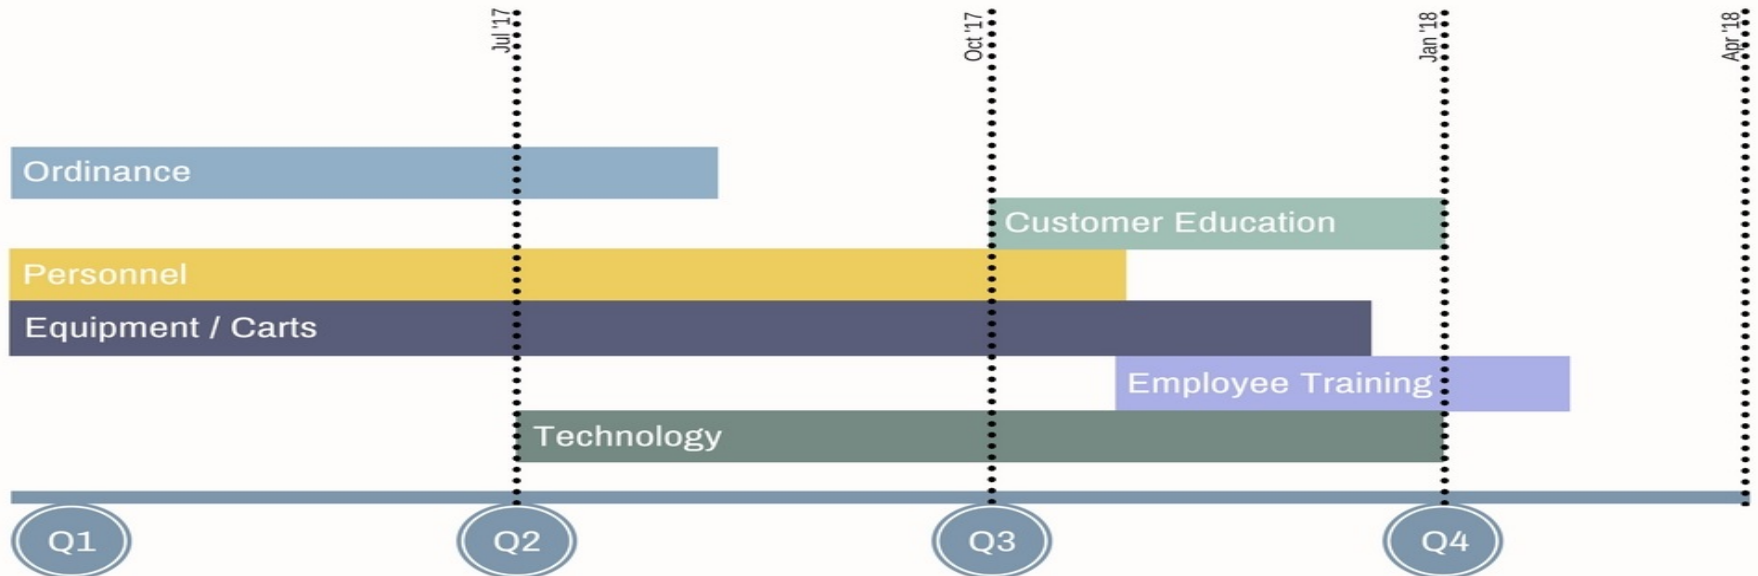 Jul '17
Oct '17
Jan '18
Apr '18
Ordinance
Customer Education
Personnel
Equipment / Carts
Employee Training
Technology
Q1
Q2
Q3
Q4